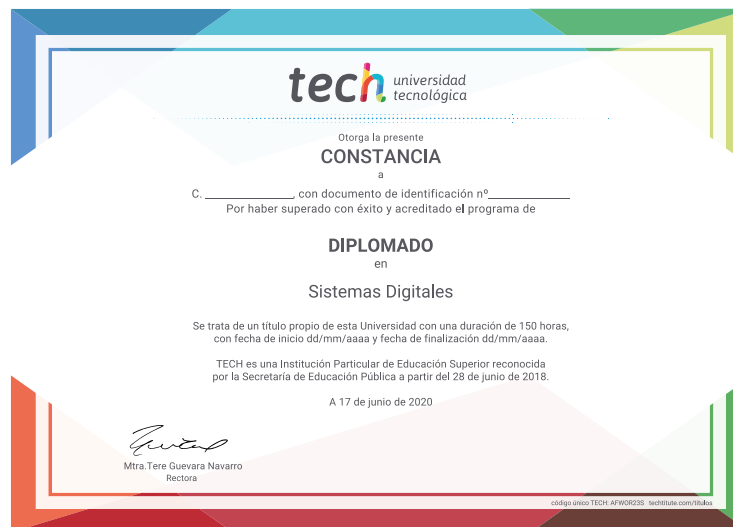 tech universidad
tecnológica
Otorga la presente
CONSTANCIA
a
C. ______________, con documento de identificación nº_____________
Por haber superado con éxito y acreditado el programa de
DIPLOMADO
en
Sistemas Digitales
Se trata de un título propio de esta Universidad con una duración de 150 horas,
con fecha de inicio dd/mm/aaaa y fecha de finalización dd/mm/aaaa.
TECH es una Institución Particular de Educación Superior reconocida
por la Secretaría de Educación Pública a partir del 28 de junio de 2018.
A 17 de junio de 2020
Mtra.Tere Guevara Navarro
Rectora
código único TECH: AFWOR23S techtitute.com/titulos